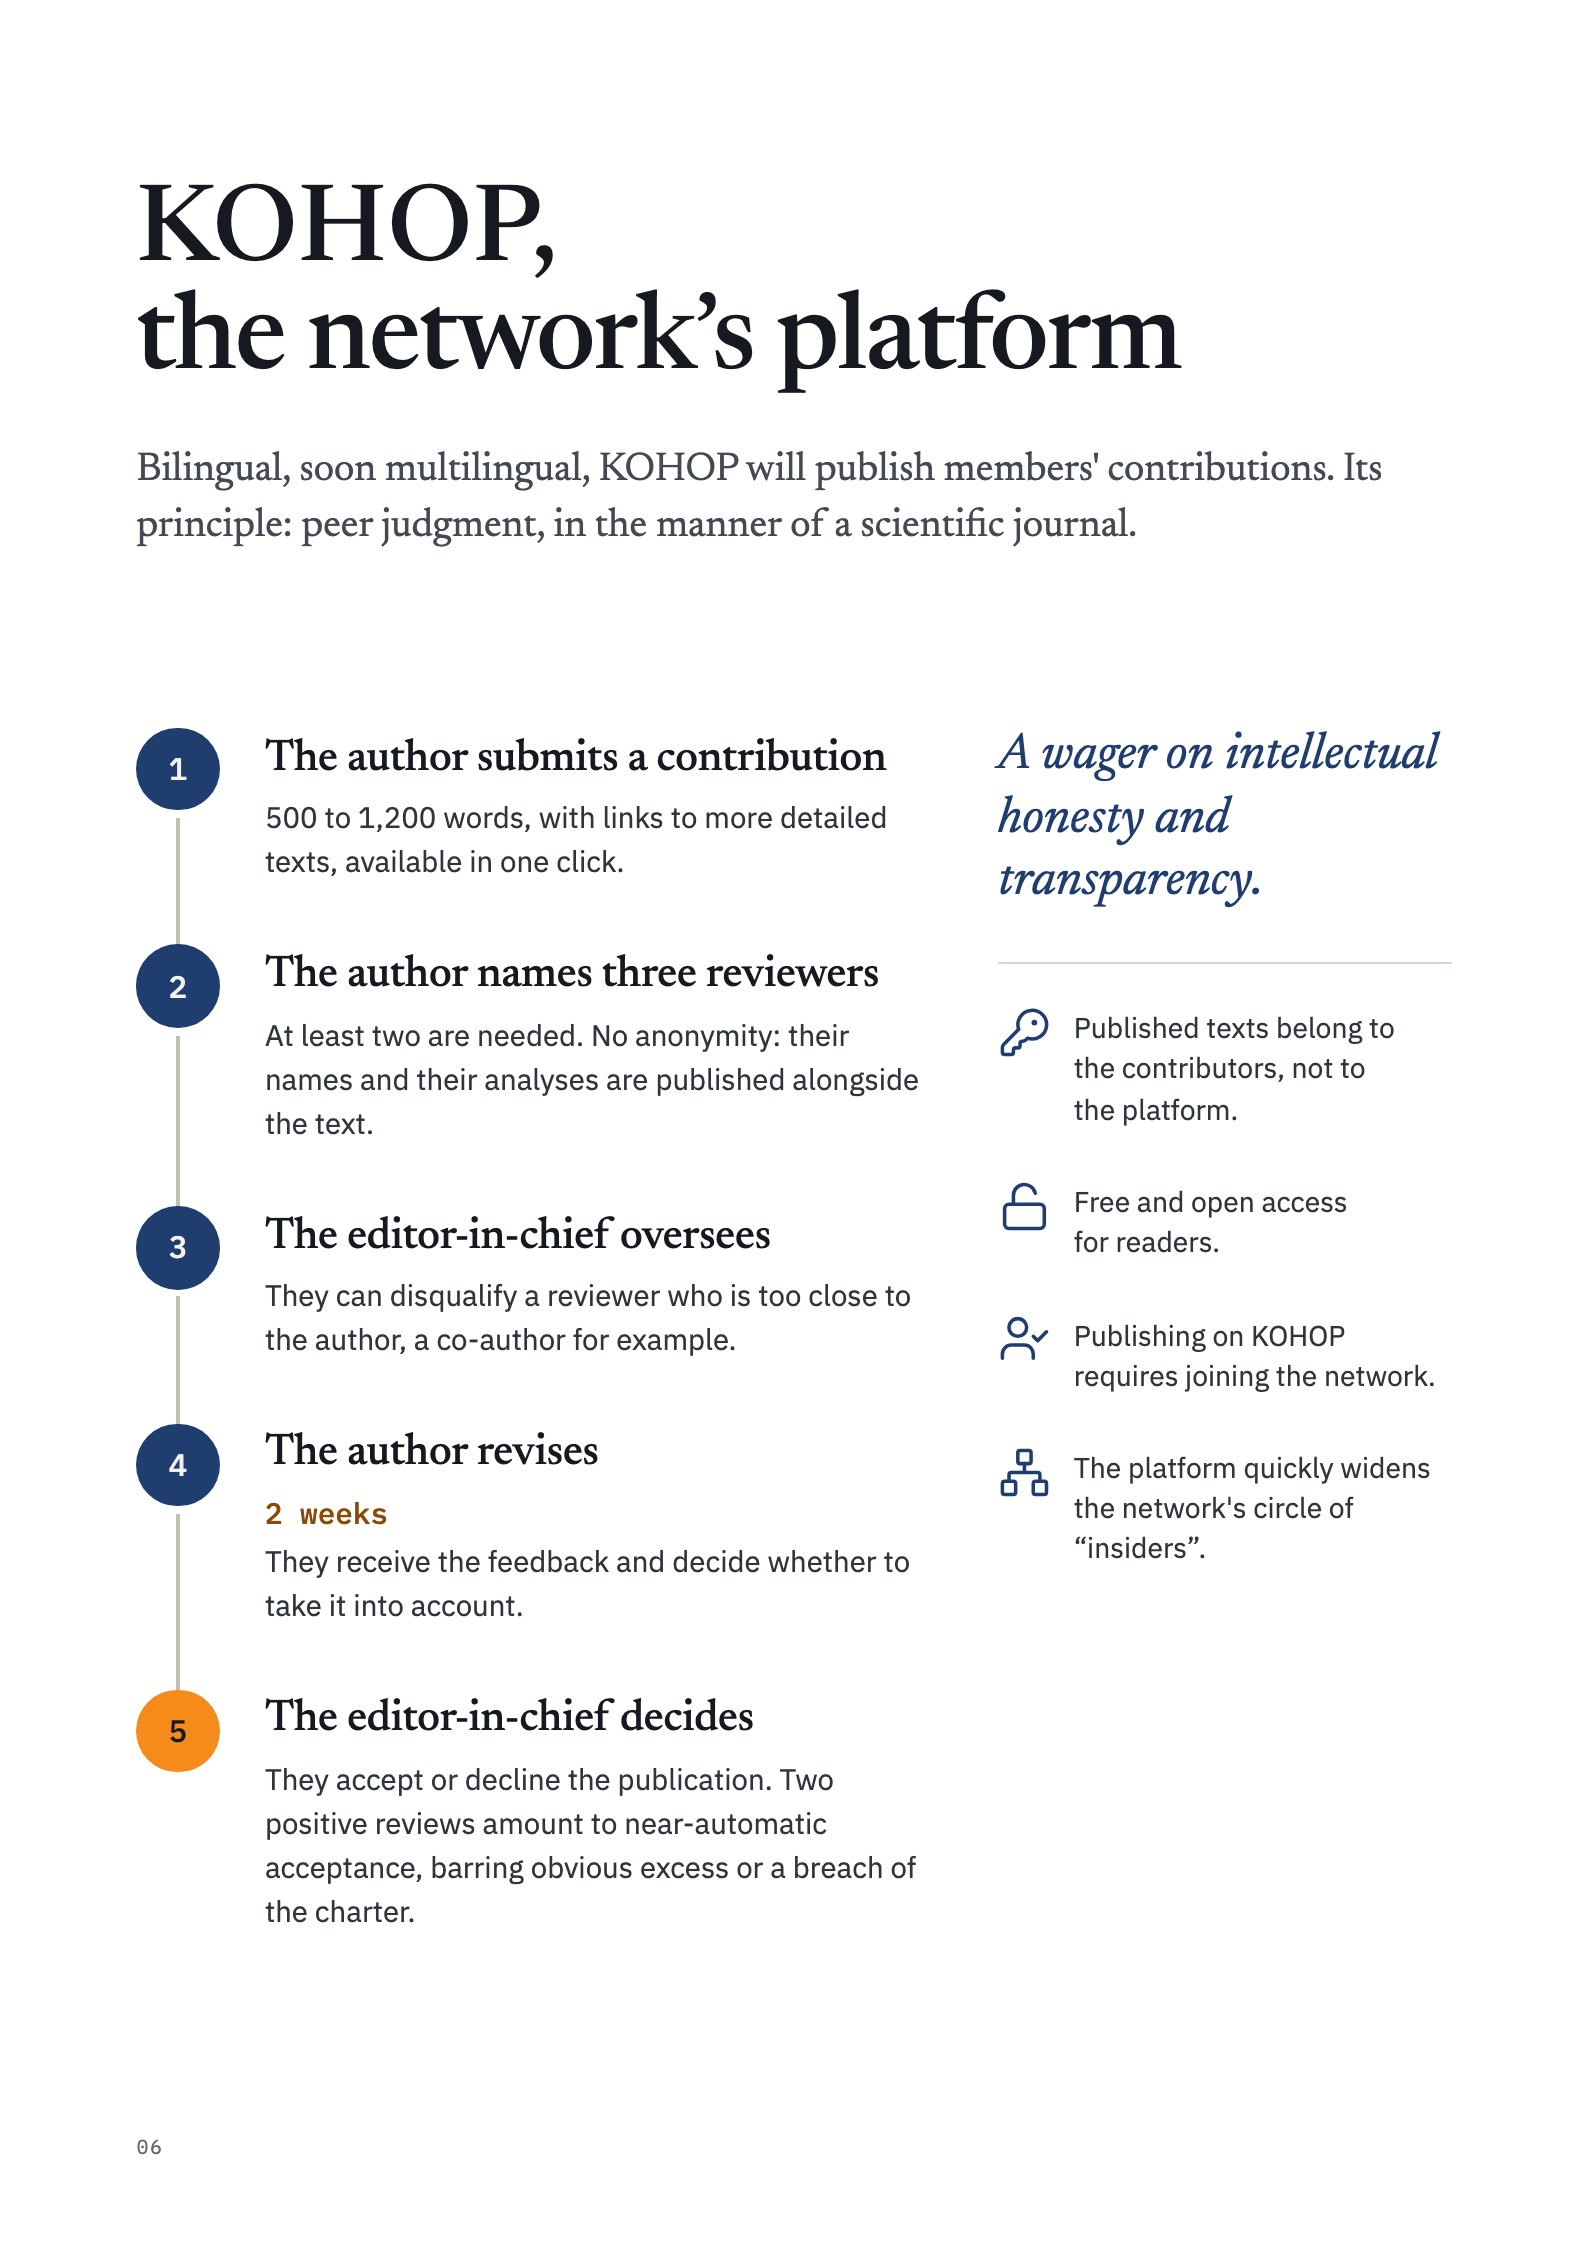 KOHOP,
the network’s platform
Bilingual, soon multilingual, KOHOP will publish members' contributions. Its
principle: peer judgment, in the manner of a scientific journal.
1
The author submits a contribution
500 to 1,200 words, with links to more detailed
texts, available in one click.
2
The author names three reviewers
At least two are needed. No anonymity: their
names and their analyses are published alongside
the text.
3
The editor-in-chief oversees
They can disqualify a reviewer who is too close to
the author, a co-author for example.
4
The author revises
2 weeks
They receive the feedback and decide whether to
take it into account.
5
The editor-in-chief decides
They accept or decline the publication. Two
positive reviews amount to near-automatic
acceptance, barring obvious excess or a breach of
the charter.
A wager on intellectual
honesty and
transparency.
Published texts belong to
the contributors, not to
the platform.
Free and open access
for readers.
Publishing on KOHOP
requires joining the network.
The platform quickly widens
the network's circle of
“insiders”.
06